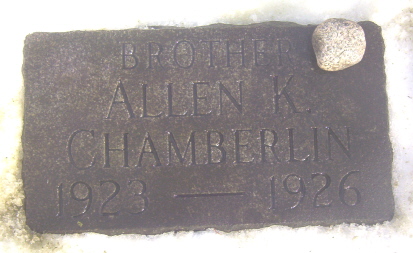 BROTHER
ALLEN K.
CHAMBERLIN
1923 — 1926